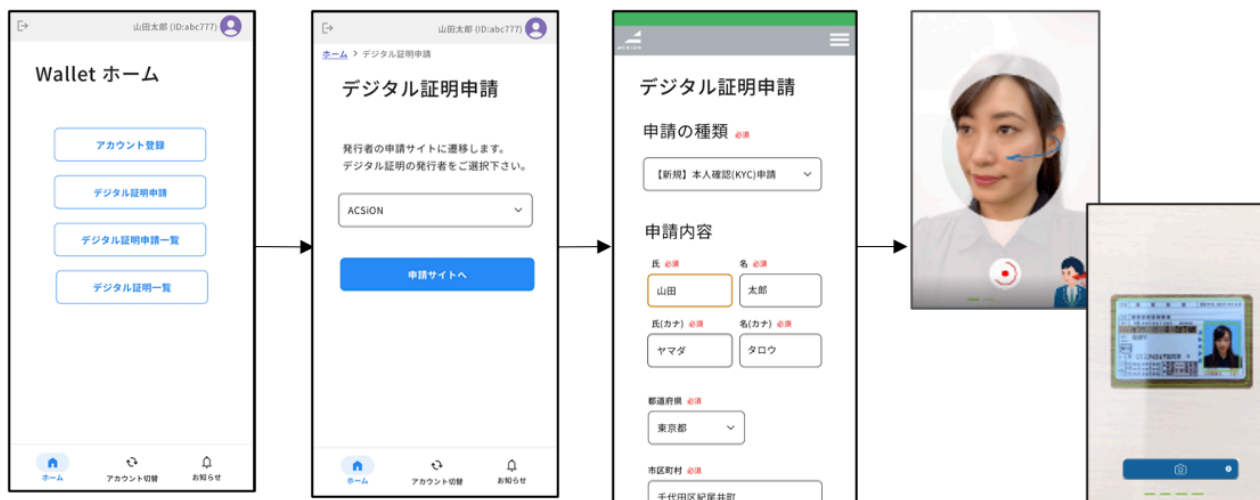 山田太郎 (ID:abc777)
Wallet ホーム
アカウント登録
デジタル証明申請
デジタル証明申請一覧
デジタル証明一覧
ホーム
アカウント切替
お知らせ
山田太郎 (ID:abc777)
ホーム > デジタル証明申請
デジタル証明申請
発行者の申請サイトに遷移します。
デジタル証明の発行者をご選択下さい。
ACSiON
申請サイトへ
ホーム
アカウント切替
お知らせ
ACSION
デジタル証明申請
申請の種類 必須
【新規】本人確認(KYC)申請
申請内容
氏 必須 名 必須
山田 太郎
氏(カナ) 必須 名(カナ) 必須
ヤマダ タロウ
都道府県 必須
東京都
市区町村 必須
千代田区紀尾井町